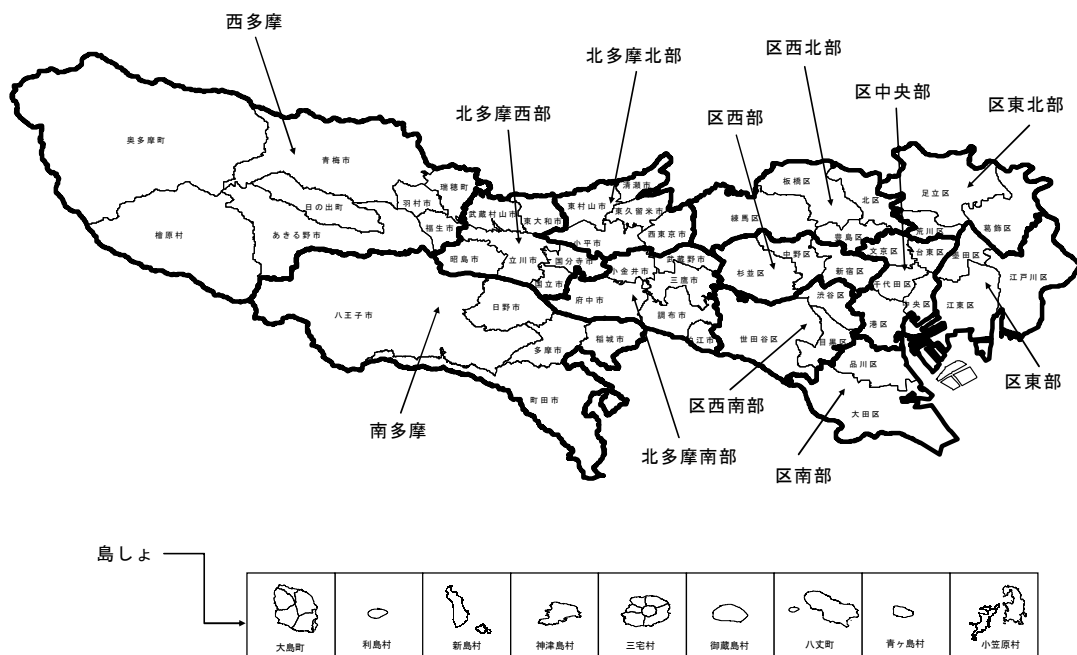 西多摩
北多摩北部
区西北部
区中央部
区東北部
北多摩西部
区西部
奥多摩町
青梅市
瑞穂町
清瀬市
板橋区
北区
足立区
日の出町
羽村市
武蔵村山市
東大和市
東村山市
東久留米市
練馬区
葛飾区
檜原村
あきる野市
福生市
小平市
西東京市
豊島区
荒川区
文京区
台東区
墨田区
昭島市
立川市
国分寺市
小金井市
武蔵野市
中野区
杉並区
新宿区
千代田区
江戸川区
国立市
三鷹市
渋谷区
中央区
江東区
八王子市
日野市
府中市
調布市
港区
世田谷区
目黒区
多摩市
稲城市
狛江市
品川区
町田市
大田区
区東部
区西南部
南多摩
北多摩南部
区南部
島しょ
大島町
利島村
新島村
神津島村
三宅村
御蔵島村
八丈町
青ヶ島村
小笠原村